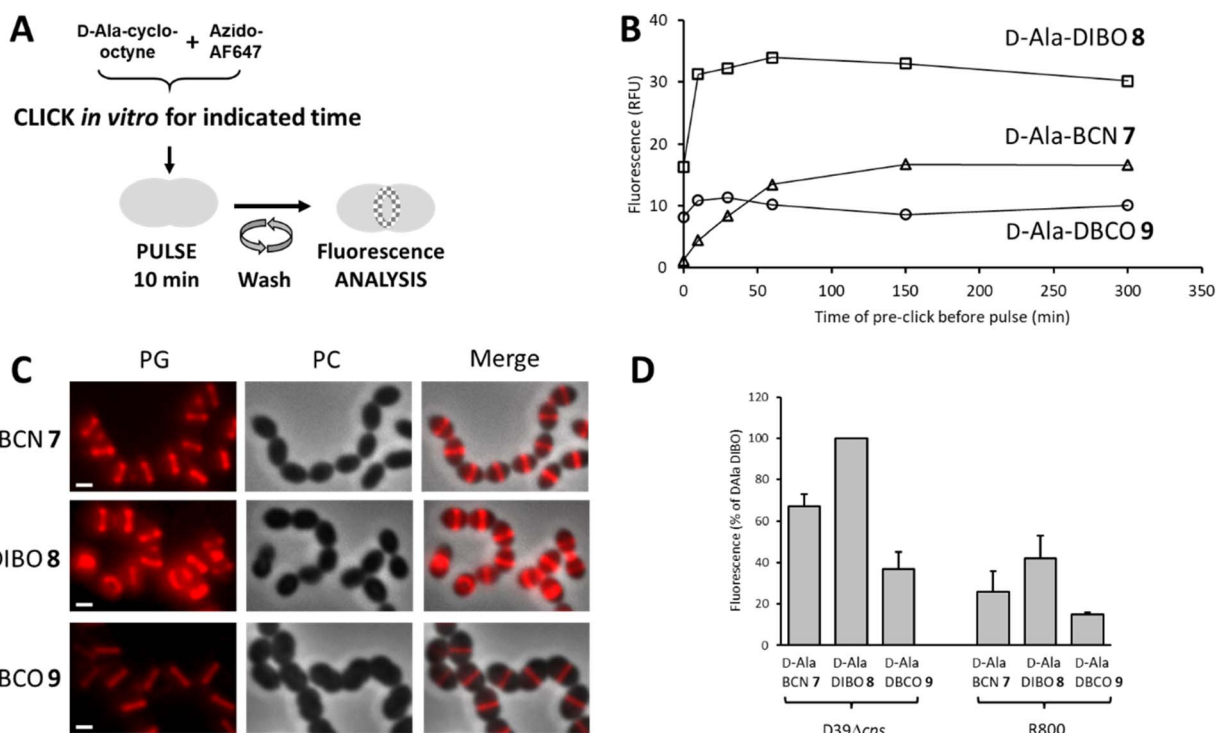 A
D-Ala-cyclo-
octyne
+
Azido-
AF647
CLICK in vitro for indicated time
PULSE
10 min
Wash
Fluorescence
ANALYSIS
B
Fluorescence (RFU)
40
30
20
10
0
D-Ala-DIBO 8
D-Ala-BCN 7
D-Ala-DBCO 9
0 50 100 150 200 250 300 350
Time of pre-click before pulse (min)
C
PG PC Merge
BCN 7
DIBO 8
DBCO 9
D
Fluorescence (% of DAla DIBO)
120
100
80
60
40
20
0
D-Ala D-Ala D-Ala D-Ala D-Ala D-Ala
BCN 7 DIBO 8 DBCO 9 BCN 7 DIBO 8 DBCO 9
D39Δcps R800